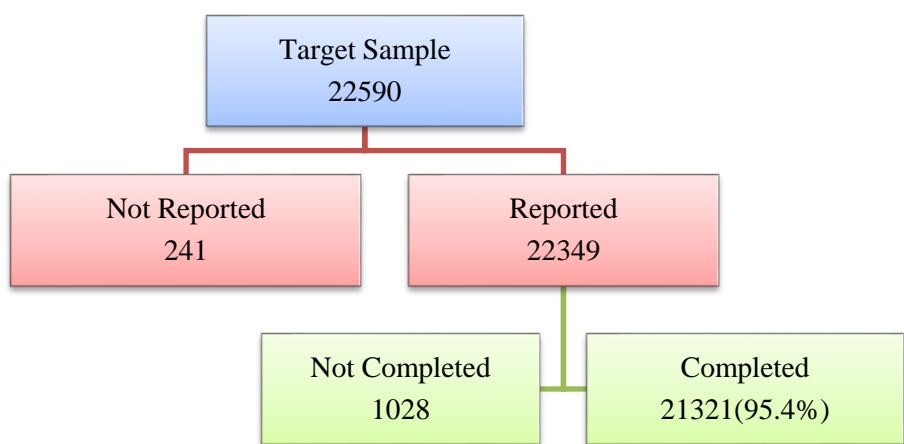 Target Sample
22590
Not Reported
241
Reported
22349
Not Completed
1028
Completed
21321(95.4%)